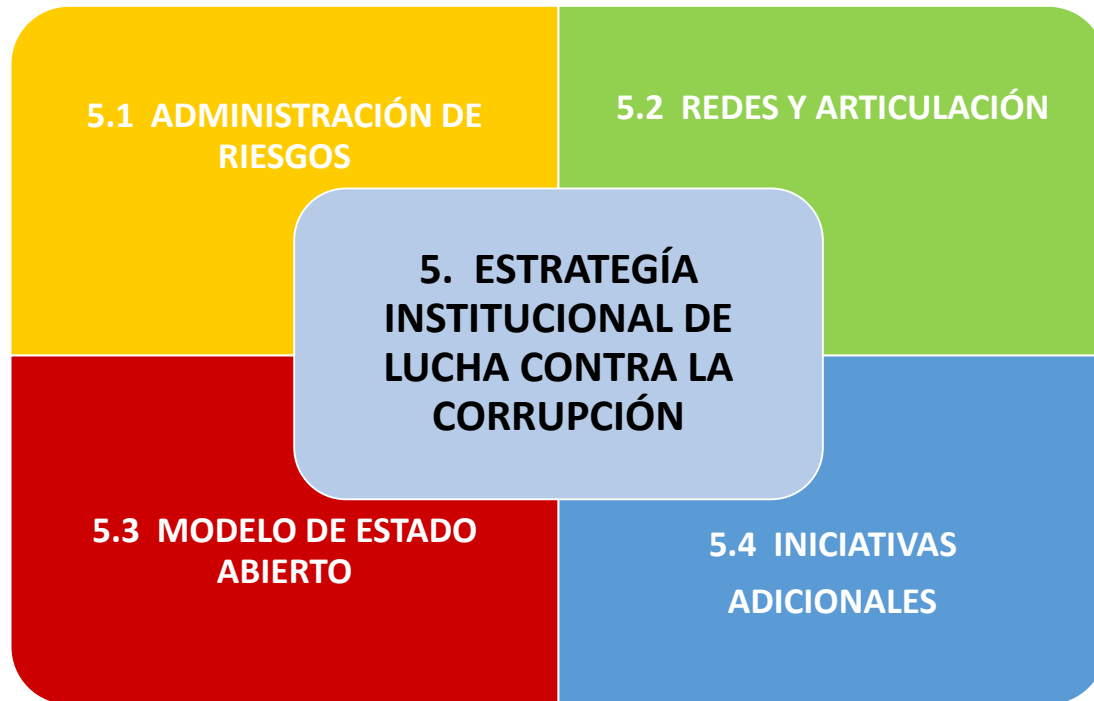 5.1 ADMINISTRACIÓN DE
RIESGOS
5.2 REDES Y ARTICULACIÓN
5. ESTRATEGÍA
INSTITUCIONAL DE
LUCHA CONTRA LA
CORRUPCIÓN
5.3 MODELO DE ESTADO
ABIERTO
5.4 INICIATIVAS
ADICIONALES